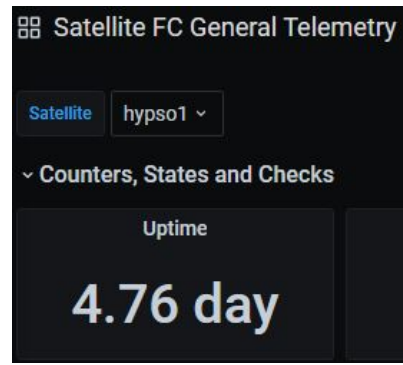 Satellite FC General Telemetry
Satellite hypso1
Counters, States and Checks
Uptime
4.76 day